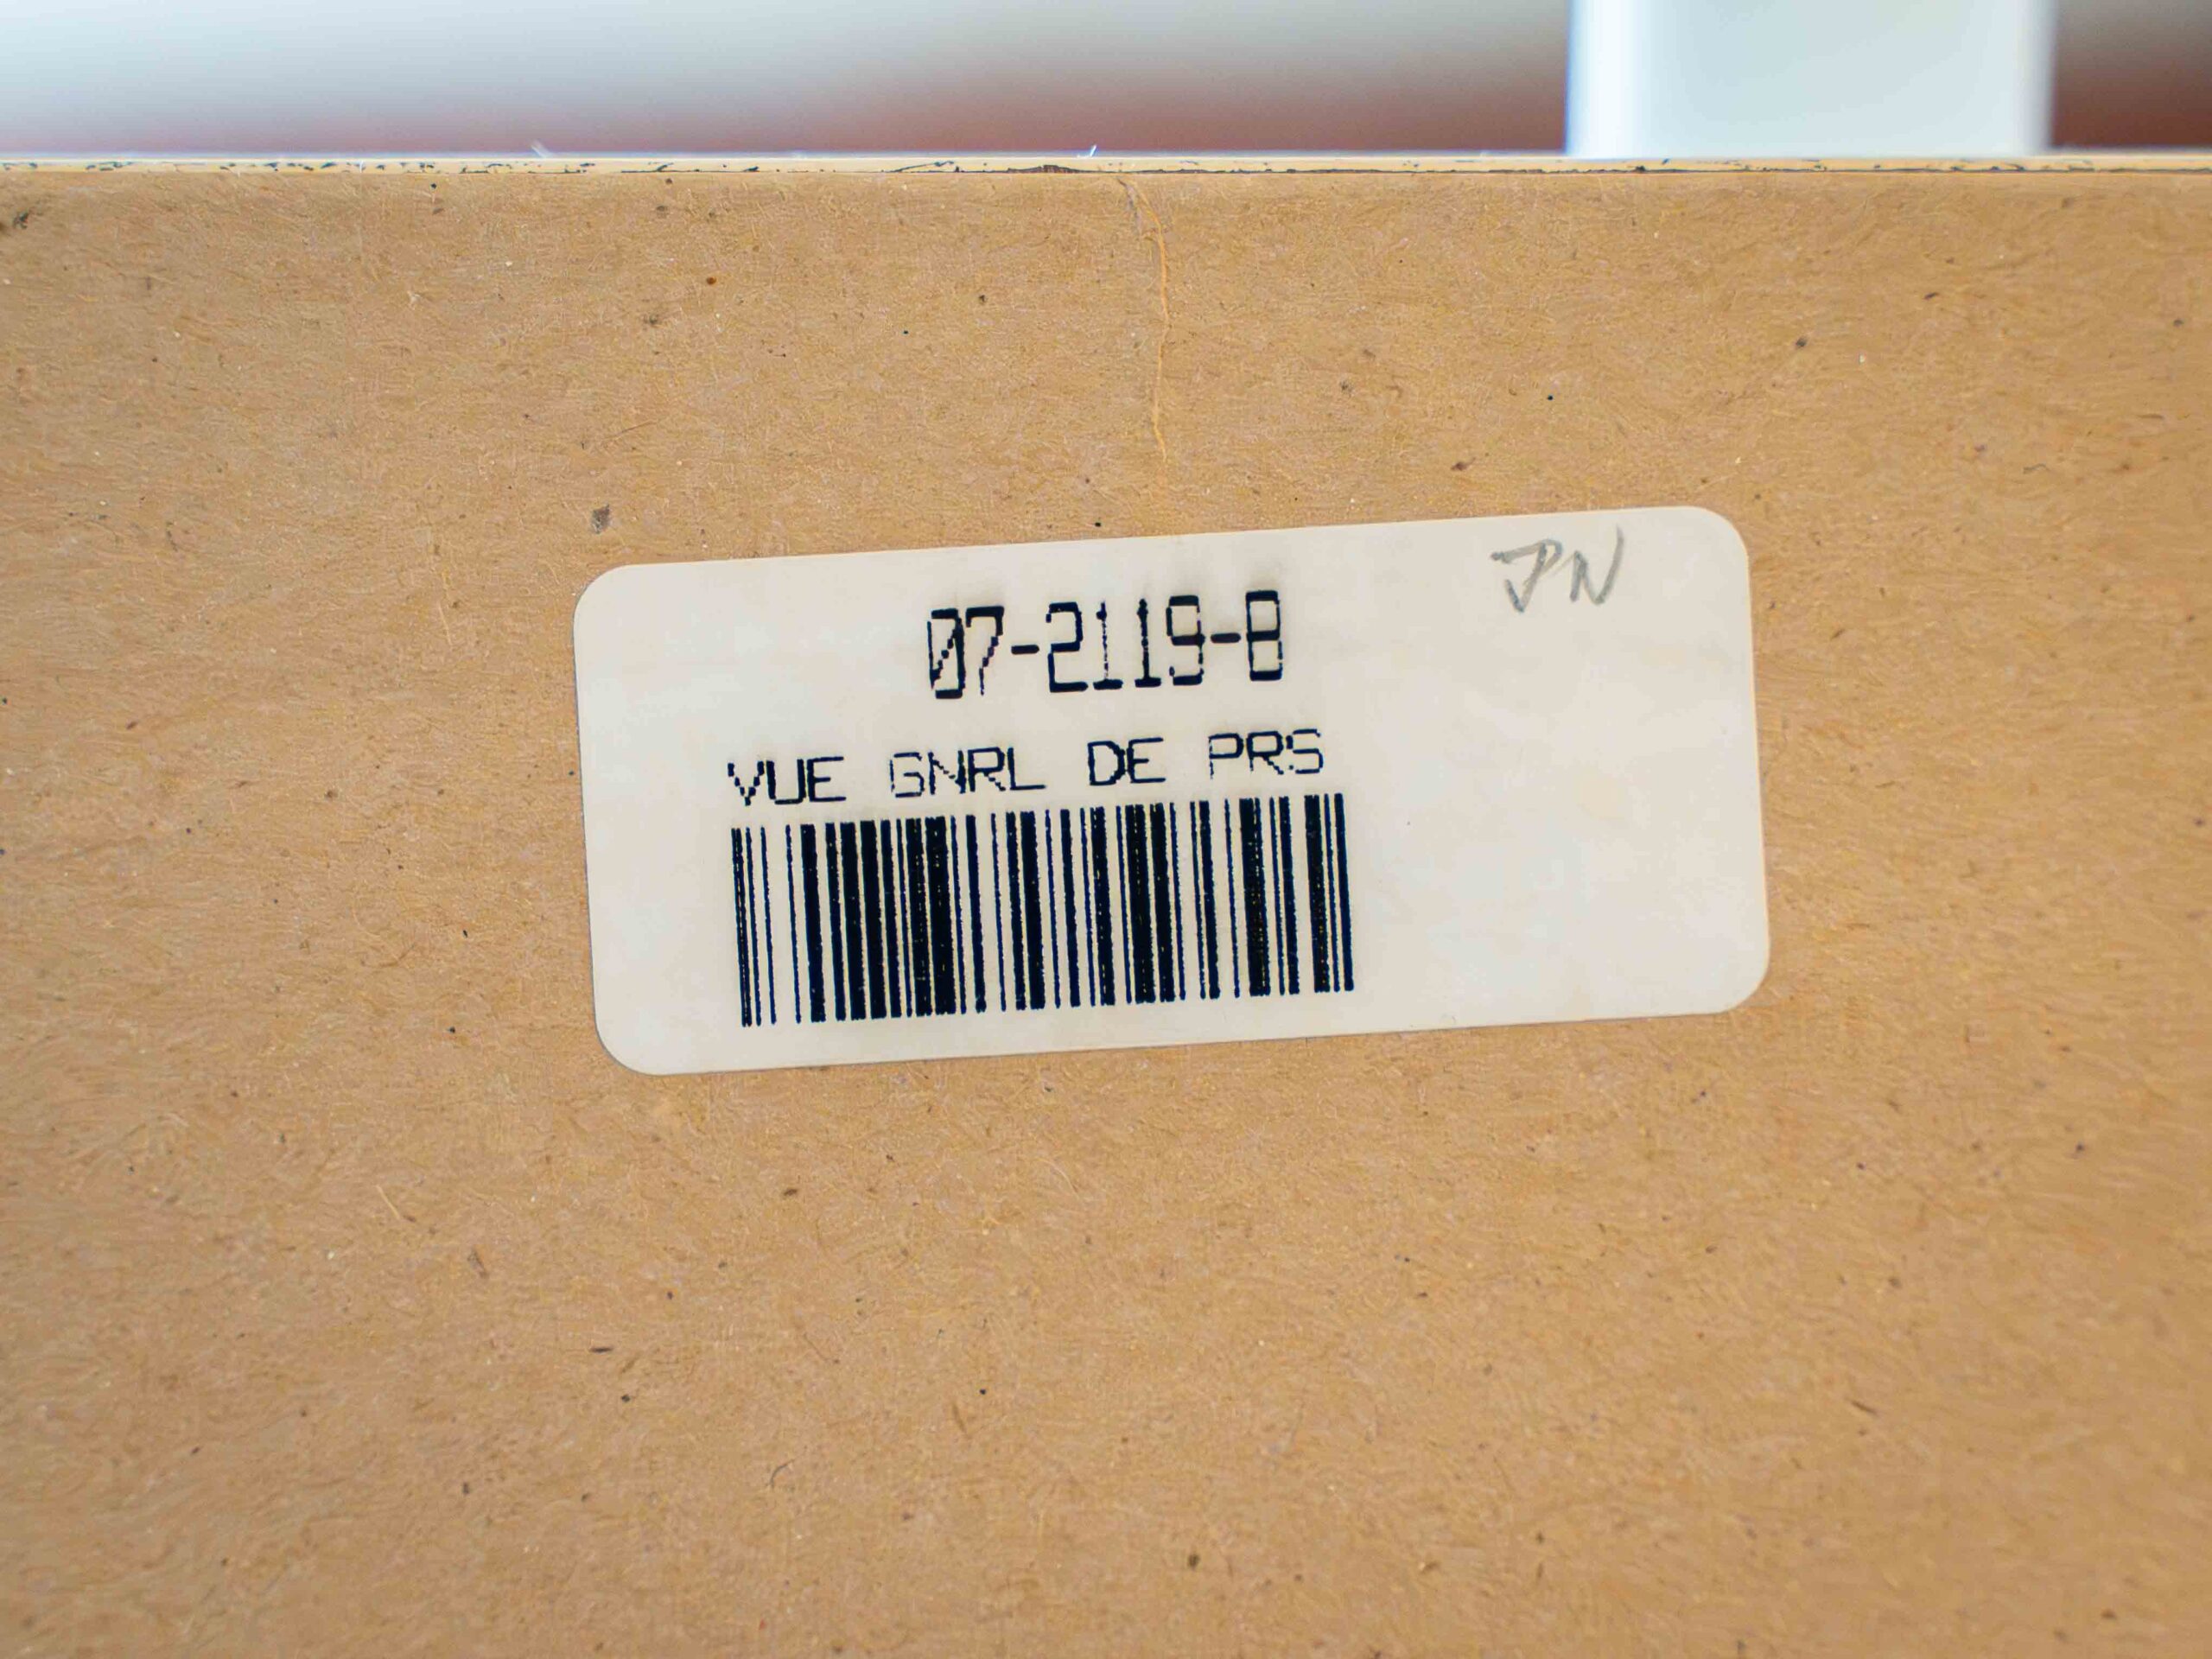 JN
07-2119-8
VUE GNRL DE PRS